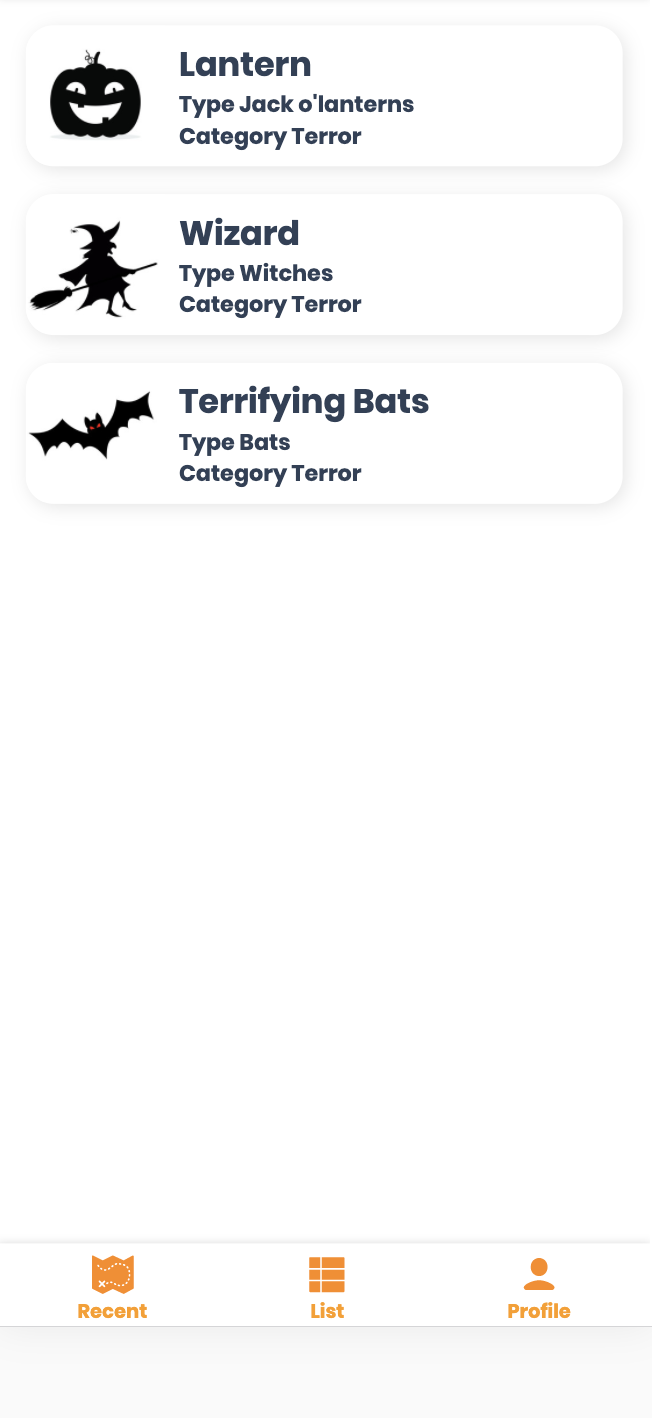 Lantern
Type Jack o'lanterns
Category Terror
Wizard
Type Witches
Category Terror
Terrifying Bats
Type Bats
Category Terror
Recent
List
Profile